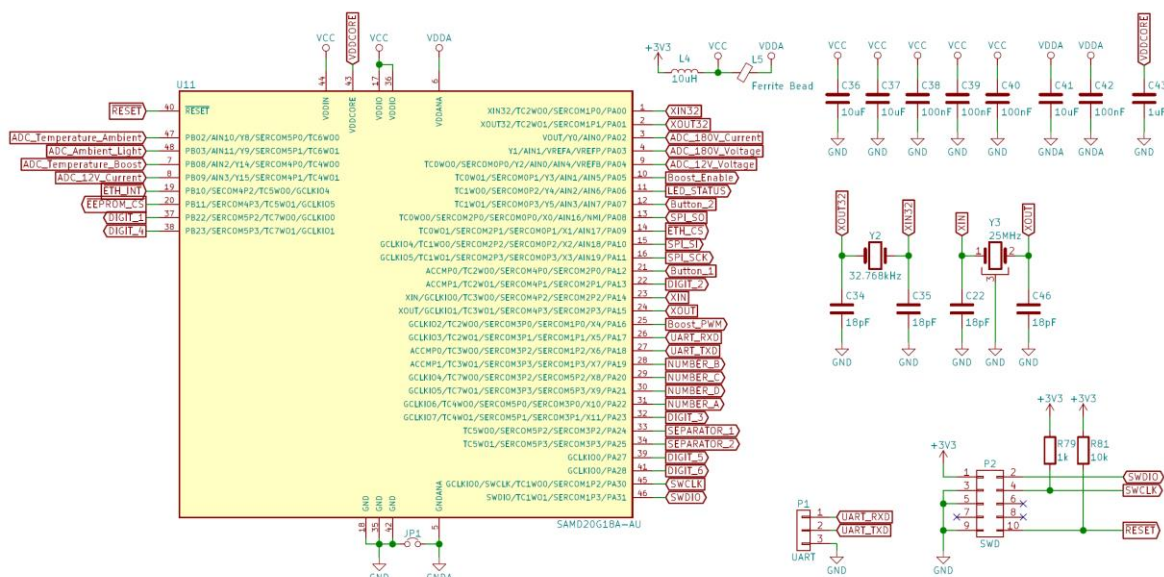 U11
VCC
VDDCORE
VCC
VDDA
44
43
17
36
6
VDDIN
VDDCORE
VDDIO
VDDIO
VDDANA
RESET 40 RESET
ADC_Temperature_Ambient 47 PB02/AIN10/Y8/SERCOM5P0/TC6W00
ADC_Ambient_Light 48 PB03/AIN11/Y9/SERCOM5P1/TC6W01
ADC_Temperature_Boost 7 PB08/AIN2/Y14/SERCOM4P0/TC4W00
ADC_12V_Current 8 PB09/AIN3/Y15/SERCOM4P1/TC4W01
ETH_INT 19 PB10/SECOM4P2/TC5W00/GCLKIO4
EEPROM_CS 20 PB11/SERCOM4P3/TC5W01/GCLKIO5
DIGIT_1 37 PB22/SERCOM5P2/TC7W00/GCLKIO0
DIGIT_4 38 PB23/SERCOM5P3/TC7W01/GCLKIO1
XIN32/TC2W00/SERCOM1P0/PA00 1 XIN32
XOUT32/TC2W01/SERCOM1P1/PA01 2 XOUT32
VOUT/Y0/AIN0/PA02 3 ADC_180V_Current
Y1/AIN1/VREFA/VREFP/PA03 4 ADC_180V_Voltage
TC0W00/SERCOM0P0/Y2/AIN0/AIN4/VREFB/PA04 9 ADC_12V_Voltage
TC0W01/SERCOM0P1/Y3/AIN1/AIN5/PA05 10 Boost_Enable
TC1W00/SERCOM0P2/Y4/AIN2/AIN6/PA06 11 LED_STATUS
TC1W01/SERCOM0P3/Y5/AIN3/AIN7/PA07 12 Button_2
TC0W00/SERCOM2P0/SERCOM0P0/X0/AIN16/NMI/PA08 13 SPI_SO
TC0W01/SERCOM2P1/SERCOM0P1/X1/AIN17/PA09 14 ETH_CS
GCLKIO4/TC1W00/SERCOM2P2/SERCOM0P2/X2/AIN18/PA10 15 SPI_SI
GCLKIO5/TC1W01/SERCOM2P3/SERCOM0P3/X3/AIN19/PA11 16 SPI_SCK
ACCMP0/TC2W00/SERCOM4P0/SERCOM2P0/PA12 21 Button_1
ACCMP1/TC2W01/SERCOM4P1/SERCOM2P1/PA13 22 DIGIT_2
XIN/GCLKIO0/TC3W00/SERCOM4P2/SERCOM2P2/PA14 23 XIN
XOUT/GCLKIO1/TC3W01/SERCOM4P3/SERCOM2P3/PA15 24 XOUT
GCLKIO2/TC2W00/SERCOM3P0/SERCOM1P0/X4/PA16 25 Boost_PWM
GCLKIO3/TC2W01/SERCOM3P1/SERCOM1P1/X5/PA17 26 UART_RXD
ACCMP0/TC3W00/SERCOM3P2/SERCOM1P2/X6/PA18 27 UART_TXD
ACCMP1/TC3W01/SERCOM3P3/SERCOM1P3/X7/PA19 28 NUMBER_B
GCLKIO4/TC7W00/SERCOM3P2/SERCOM5P2/X8/PA20 29 NUMBER_C
GCLKIO5/TC7W01/SERCOM3P3/SERCOM5P3/X9/PA21 30 NUMBER_D
GCLKIO6/TC4W00/SERCOM5P0/SERCOM3P0/X10/PA22 31 NUMBER_A
GCLKIO7/TC4W01/SERCOM5P1/SERCOM3P1/X11/PA23 32 DIGIT_3
TC5W00/SERCOM5P2/SERCOM3P2/PA24 33 SEPARATOR_1
TC5W01/SERCOM5P3/SERCOM3P3/PA25 34 SEPARATOR_2
GCLKIO0/PA27 39 DIGIT_5
GCLKIO0/PA28 41 DIGIT_6
GCLKIO0/SWCLK/TC1W00/SERCOM1P2/PA30 45 SWCLK
SWDIO/TC1W01/SERCOM1P3/PA31 46 SWDIO
GND
GND
GND
GNDANA
18
35
42
5
SAMD20G18A-AU
JP1
GND
GNDA
+3V3
L4
10uH
VCC
L5
VDDA
Ferrite Bead
VCC
C36
10uF
GND
VCC
C37
10uF
GND
VCC
C38
100nF
GND
VCC
C39
100nF
GND
VCC
C40
100nF
GND
VDDA
C41
10uF
GNDA
VDDA
C42
100nF
GNDA
VDDCORE
C43
1uF
GND
XOUT32
XIN32
Y2
32.768kHz
C34
18pF
GND
C35
18pF
GND
XIN
XOUT
Y3
25MHz
1
2
3
C22
18pF
GND
GND
C46
18pF
GND
P1
1 UART_RXD
2 UART_TXD
3
UART
GND
+3V3
+3V3
+3V3
R79
1k
R81
10k
P2
1 2 SWDIO
3 4 SWCLK
5 6
7 8
9 10 RESET
SWD
GND